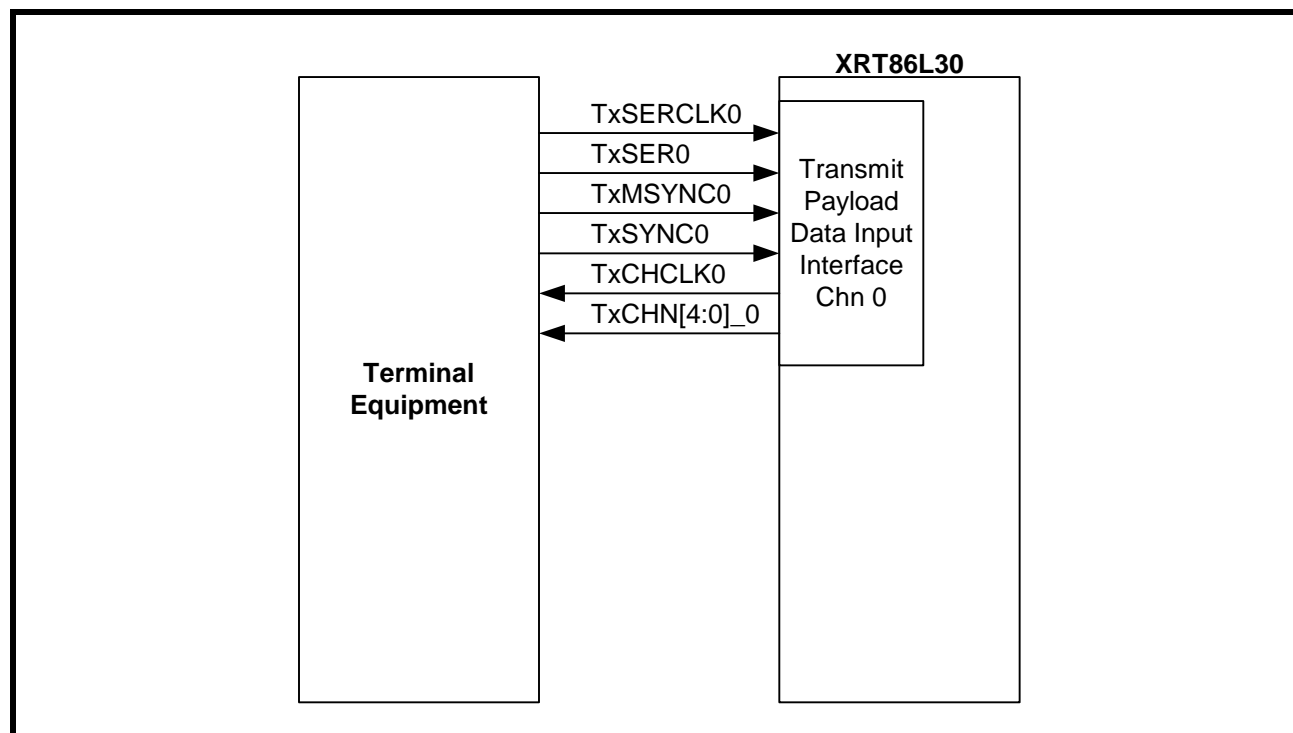 XRT86L30
TxSERCLK0
TxSER0
TxMSYNC0
TxSYNC0
TxCHCLK0
TxCHN[4:0]_0
Transmit
Payload
Data Input
Interface
Chn 0
Terminal
Equipment